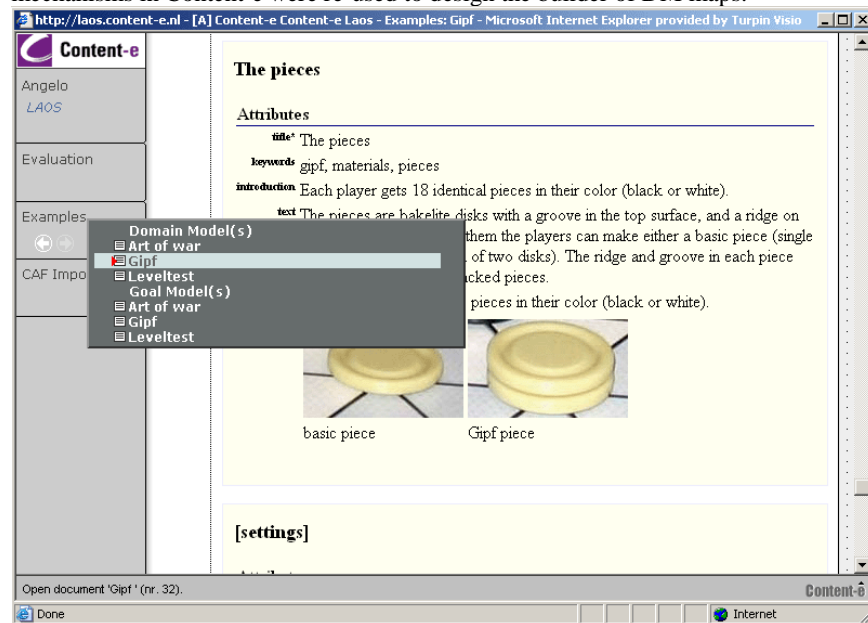 mechanisms in Content-e were re-used to design the builder of DM maps.
http://laos.content-e.nl - [A] Content-e Content-e Laos - Examples: Gipf - Microsoft Internet Explorer provided by Turpin Visio
Content-e
Angelo
LAOS
Evaluation
Examples
CAF Impo
Domain Model(s)
Art of war
Gipf
Leveltest
Goal Model(s)
Art of war
Gipf
Leveltest
The pieces
Attributes
title* The pieces
keywords gipf, materials, pieces
introduction Each player gets 18 identical pieces in their color (black or white).
text The pieces are bakelite disks with a groove in the top surface, and a ridge on
them the players can make either a basic piece (single
of two disks). The ridge and groove in each piece
cked pieces.
pieces in their color (black or white).
basic piece
Gipf piece
[settings]
Open document 'Gipf ' (nr. 32).
Content-e
Done
Internet